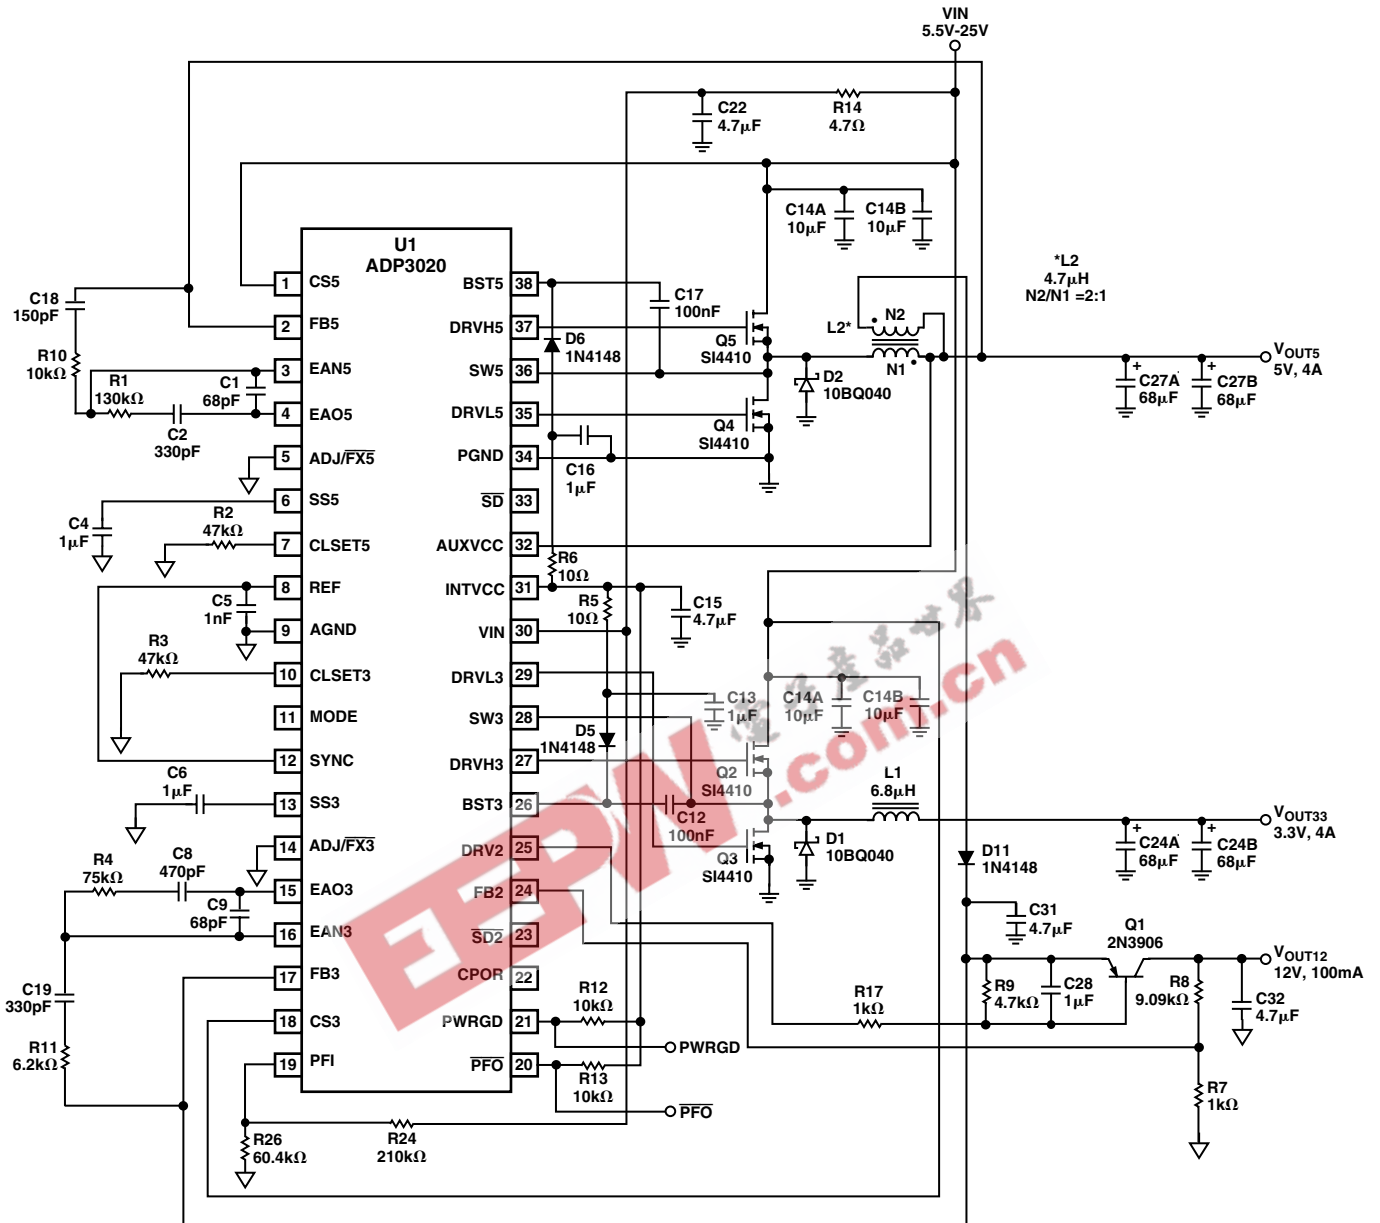 VIN
5.5V-25V
C22
4.7μF
R14
4.7Ω
C14A
10μF
C14B
10μF
*L2
4.7μH
N2/N1 =2:1
U1
ADP3020
1 CS5
2 FB5
3 EAN5
4 EAO5
5 ADJ/FX5
6 SS5
7 CLSET5
8 REF
9 AGND
10 CLSET3
11 MODE
12 SYNC
13 SS3
14 ADJ/FX3
15 EAO3
16 EAN3
17 FB3
18 CS3
19 PFI
BST5 38
DRVH5 37
SW5 36
DRVL5 35
PGND 34
SD 33
AUXVCC 32
INTVCC 31
VIN 30
DRVL3 29
SW3 28
DRVH3 27
BST3 26
DRV2 25
FB2 24
SD2 23
CPOR 22
PWRGD 21
PFO 20
C18
150pF
R10
10kΩ
R1
130kΩ
C1
68pF
C2
330pF
C4
1μF
R2
47kΩ
C5
1nF
R3
47kΩ
C6
1μF
R4
75kΩ
C8
470pF
C9
68pF
C19
330pF
R11
6.2kΩ
R26
60.4kΩ
R24
210kΩ
C17
100nF
D6
1N4148
Q5
SI4410
L2*
N2
N1
D2
10BQ040
Q4
SI4410
C16
1μF
R6
10Ω
R5
10Ω
C15
4.7μF
C27A
68μF
C27B
68μF
VOUT5
5V, 4A
C13
1μF
C14A
10μF
C14B
10μF
D5
1N4148
Q2
SI4410
C12
100nF
L1
6.8μH
Q3
SI4410
D1
10BQ040
C24A
68μF
C24B
68μF
VOUT33
3.3V, 4A
D11
1N4148
C31
4.7μF
Q1
2N3906
VOUT12
12V, 100mA
R9
4.7kΩ
C28
1μF
R8
9.09kΩ
C32
4.7μF
R17
1kΩ
R7
1kΩ
R12
10kΩ
PWRGD
R13
10kΩ
PFO
EEPW
.com.cn
產品世界